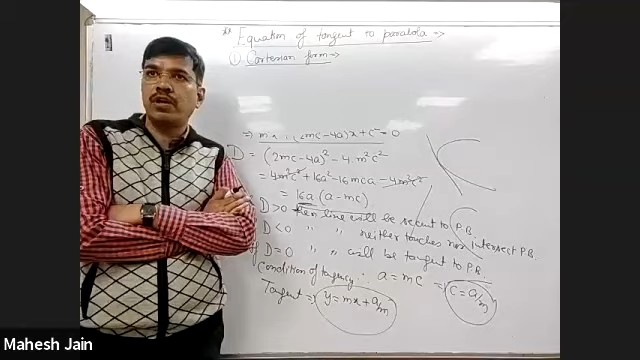 ** Equation of tangent to parabola ⇒
① Cartesian form →
⇒ m²x² + (2mc-4a)x + c² = 0
D = (2mc-4a)² - 4 m²c²
= 4m²c² + 16a² - 16mca - 4m²c²
= 16a (a-mc)
D>0 then line will be secant to P.B.
D<0 " " neither touches nor intersect P.B.
if D=0 " " will be tangent to P.B.
Condition of tangency : a = mc ⇒ c = a/m
Tangent ⇒ y = mx + a/m
Mahesh Jain